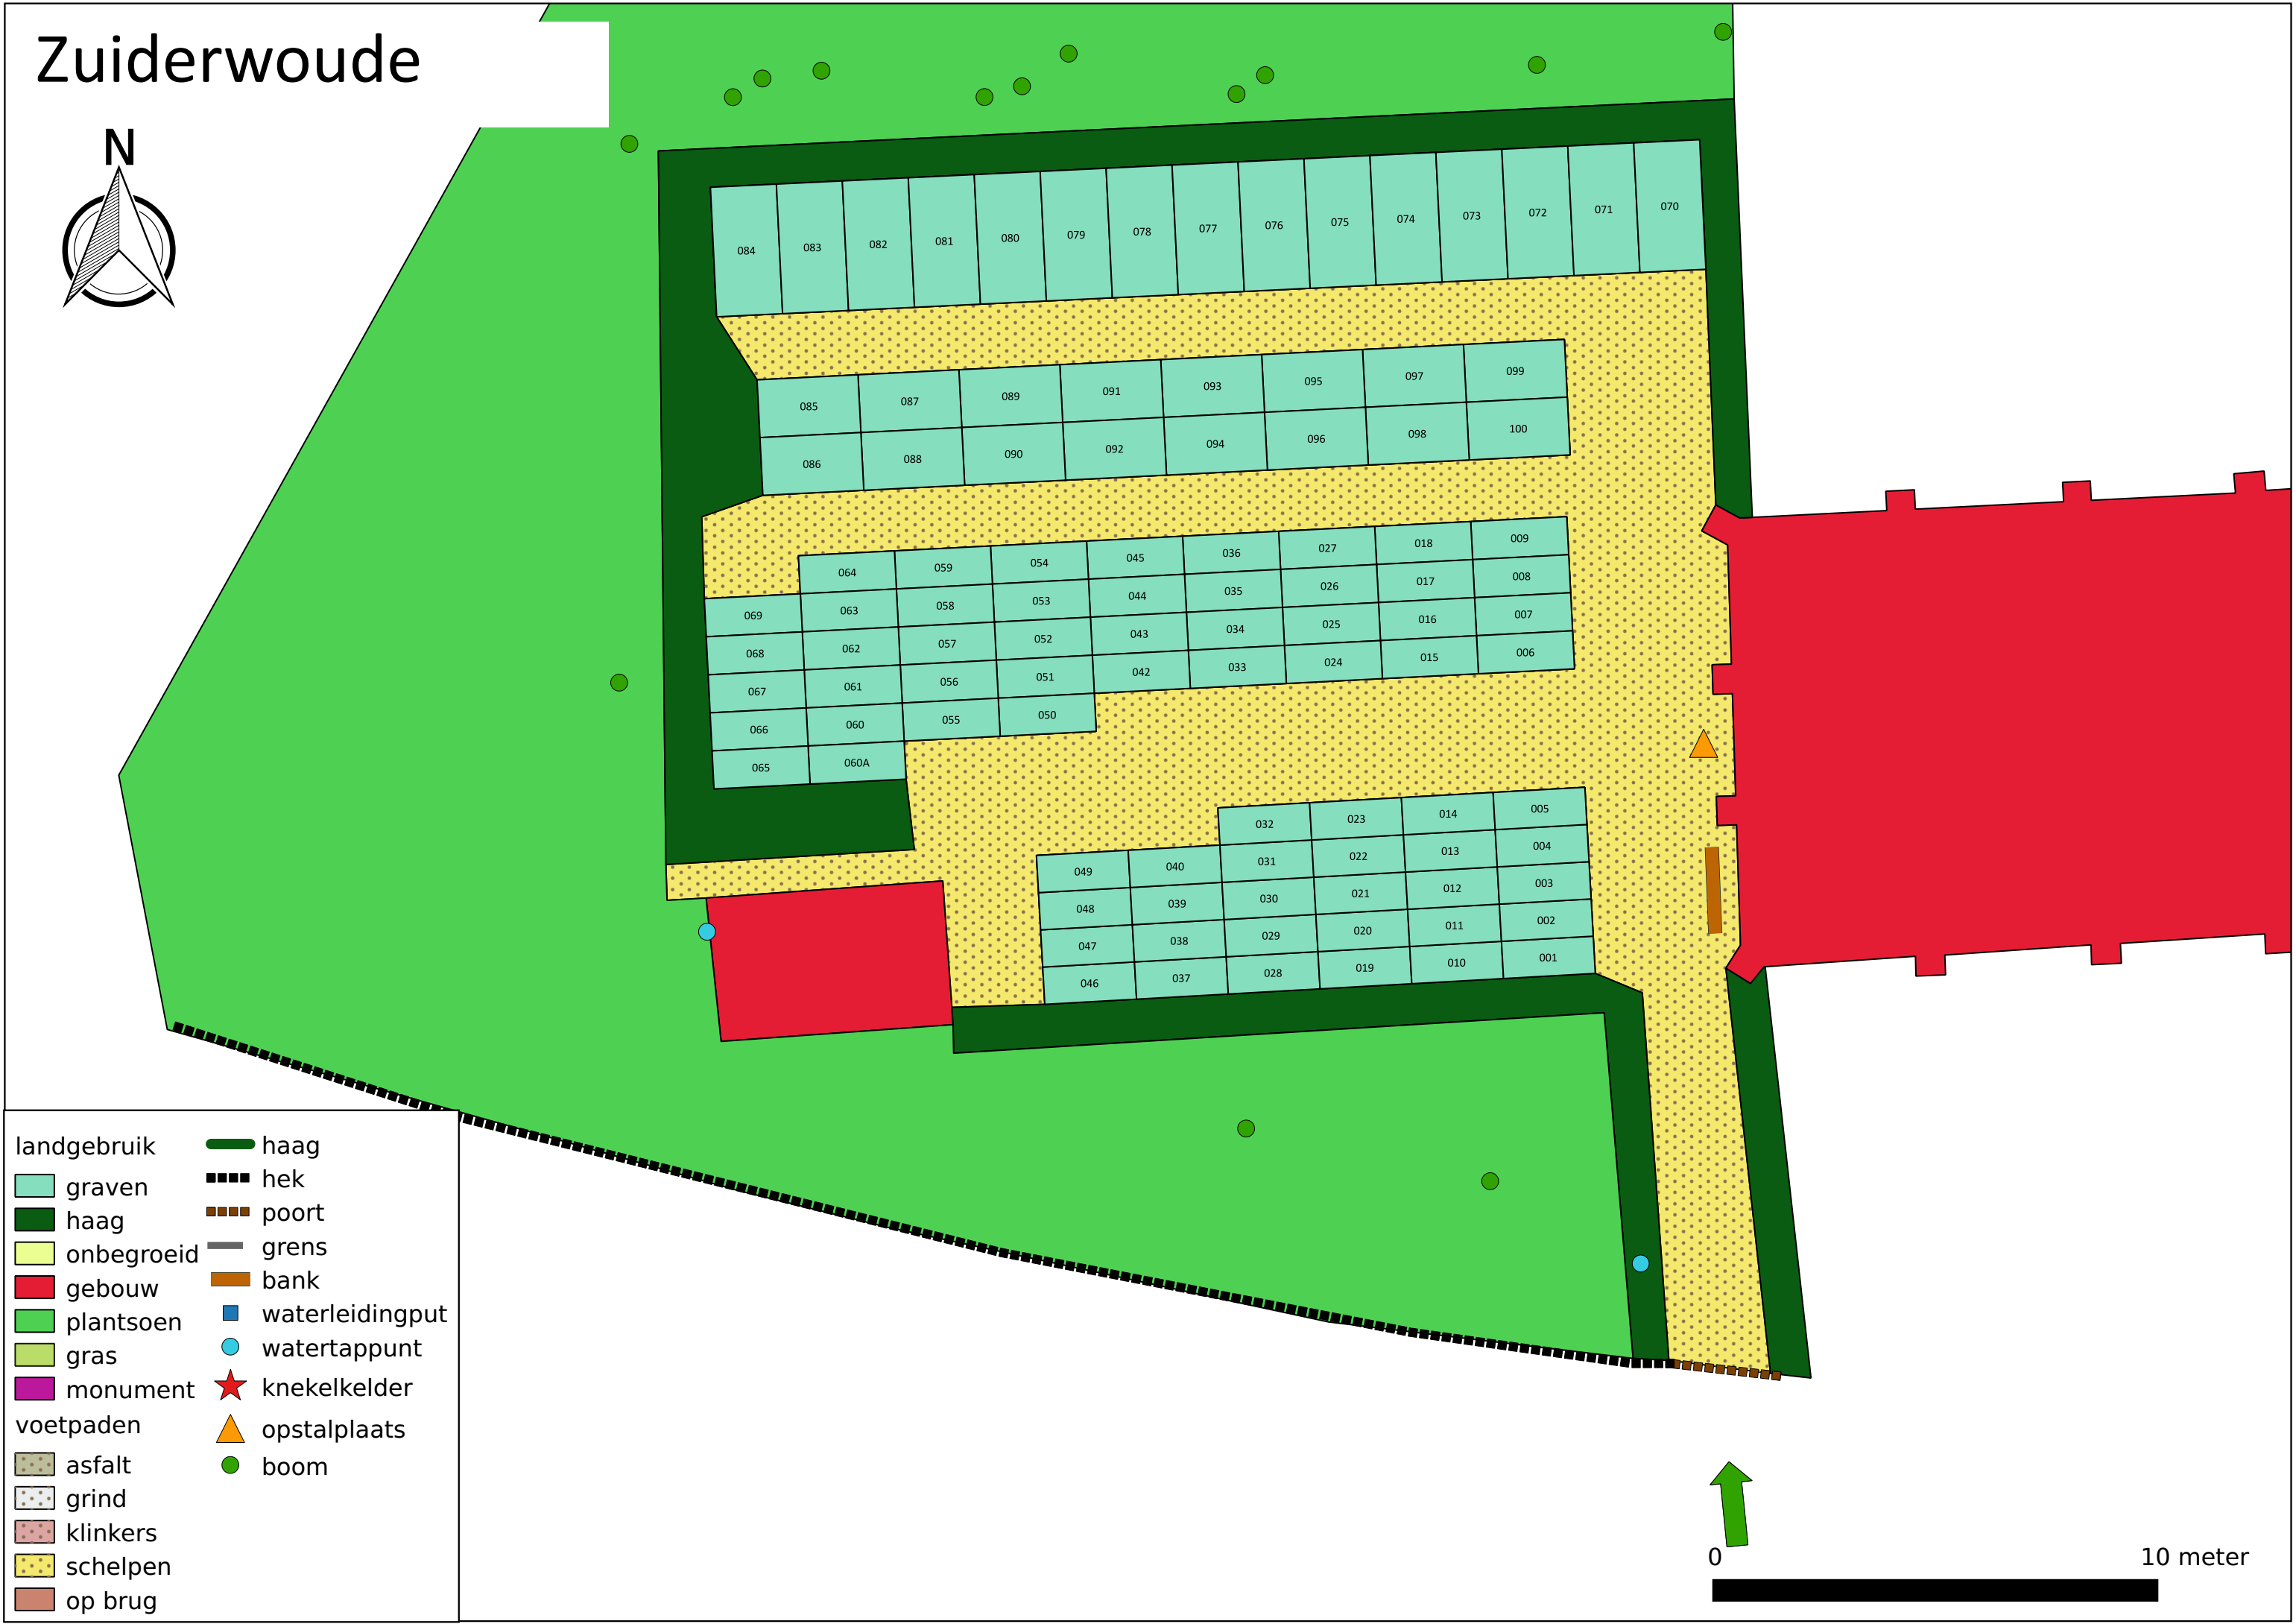 Zuiderwoude
N
084 083 082 081 080 079 078 077 076 075 074 073 072 071 070
085 087 089 091 093 095 097 099
086 088 090 092 094 096 098 100
064 059 054 045 036 027 018 009
069 063 058 053 044 035 026 017 008
068 062 057 052 043 034 025 016 007
067 061 056 051 042 033 024 015 006
066 060 055 050
065 060A
032 023 014 005
049 040 031 022 013 004
048 039 030 021 012 003
047 038 029 020 011 002
046 037 028 019 010 001
landgebruik
graven
haag
onbegroeid
gebouw
plantsoen
gras
monument
voetpaden
asfalt
grind
klinkers
schelpen
op brug
haag
hek
poort
grens
bank
waterleidingput
watertappunt
knekelkelder
opstalplaats
boom
0 10 meter